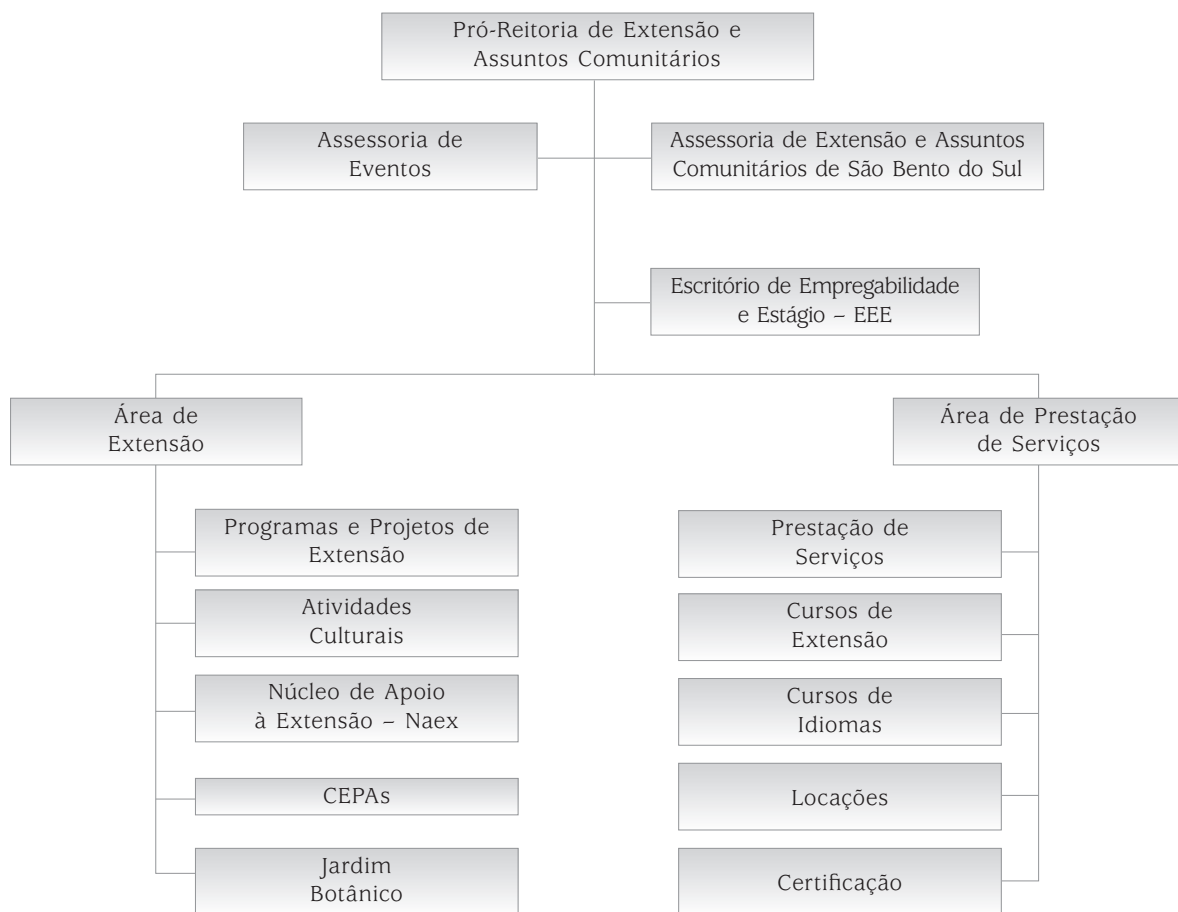 Pró-Reitoria de Extensão e
Assuntos Comunitários
Assessoria de
Eventos
Assessoria de Extensão e Assuntos
Comunitários de São Bento do Sul
Escritório de Empregabilidade
e Estágio – EEE
Área de
Extensão
Programas e Projetos de
Extensão
Atividades
Culturais
Núcleo de Apoio
à Extensão – Naex
CEPAs
Jardim
Botânico
Área de Prestação
de Serviços
Prestação de
Serviços
Cursos de
Extensão
Cursos de
Idiomas
Locações
Certificação